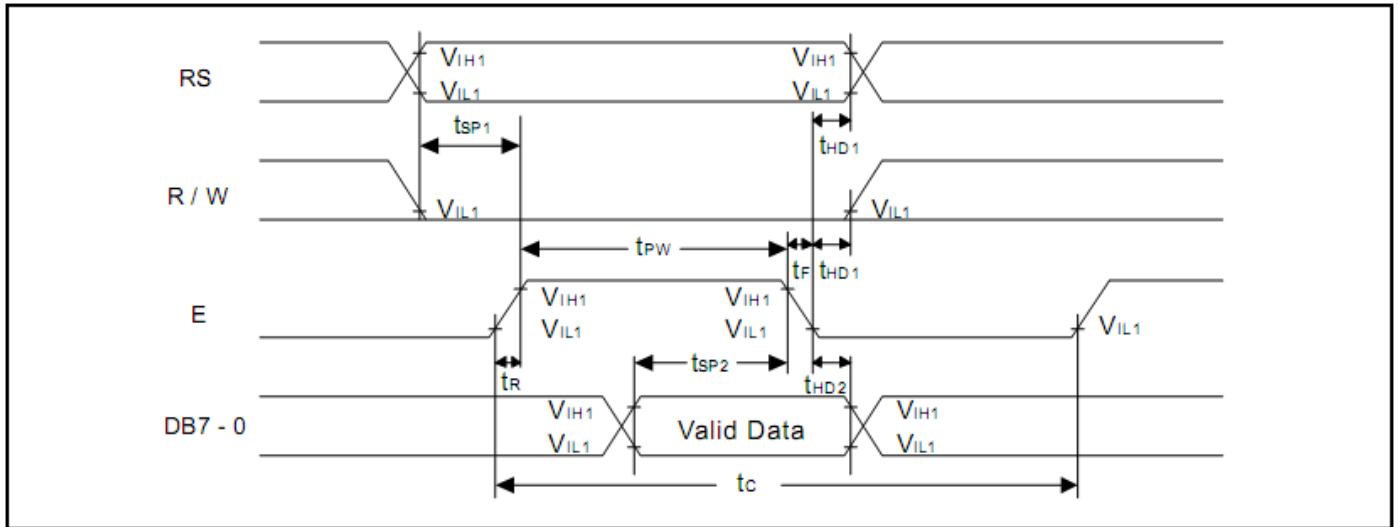 RS
VIH1
VIH1
VIL1
VIL1
tSP1
tHD1
R / W
VIL1
VIL1
tPW
tF
tHD1
E
VIH1
VIH1
VIL1
VIL1
VIL1
tSP2
tR
tHD2
DB7 - 0
VIH1
Valid Data
VIH1
VIL1
VIL1
tC